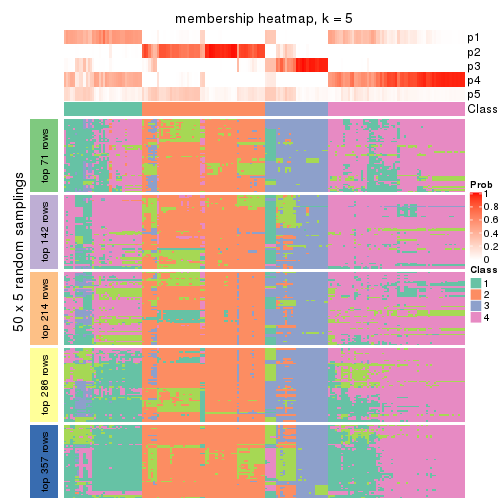 membership heatmap, k = 5
p1
p2
p3
p4
p5
Class
50 x 5 random samplings
top 71 rows
top 142 rows
top 214 rows
top 286 rows
top 357 rows
Prob
1
0.8
0.6
0.4
0.2
0
Class
1
2
3
4